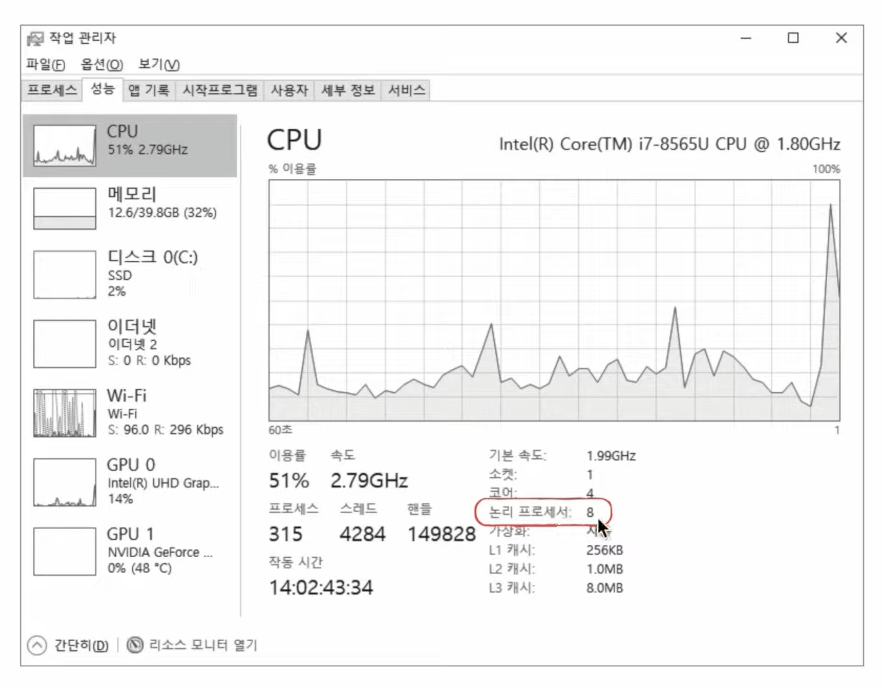 작업 관리자
파일(F) 옵션(O) 보기(V)
프로세스 성능 앱 기록 시작프로그램 사용자 세부 정보 서비스
CPU
51% 2.79GHz
메모리
12.6/39.8GB (32%)
디스크 0(C:)
SSD
2%
이더넷
이더넷 2
S: 0 R: 0 Kbps
Wi-Fi
Wi-Fi
S: 96.0 R: 296 Kbps
GPU 0
Intel(R) UHD Grap...
14%
GPU 1
NVIDIA GeForce ...
0% (48 °C)
CPU
Intel(R) Core(TM) i7-8565U CPU @ 1.80GHz
% 이용률
100%
60초
1
이용률 속도
51% 2.79GHz
프로세스 스레드 핸들
315 4284 149828
작동 시간
14:02:43:34
기본 속도: 1.99GHz
소켓: 1
코어: 4
논리 프로세서: 8
가상화:
L1 캐시: 256KB
L2 캐시: 1.0MB
L3 캐시: 8.0MB
간단히(D) 리소스 모니터 열기